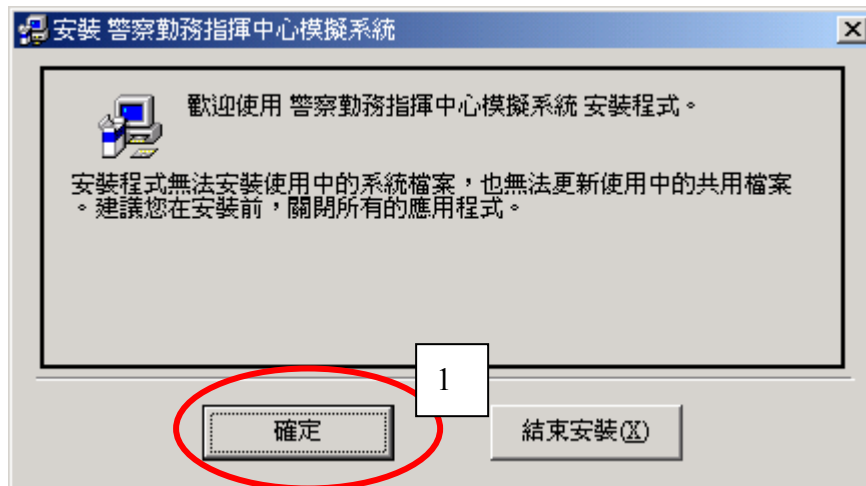 安裝 警察勤務指揮中心模擬系統
歡迎使用 警察勤務指揮中心模擬系統 安裝程式。
安裝程式無法安裝使用中的系統檔案，也無法更新使用中的共用檔案
。建議您在安裝前，關閉所有的應用程式。
1
確定
結束安裝(X)